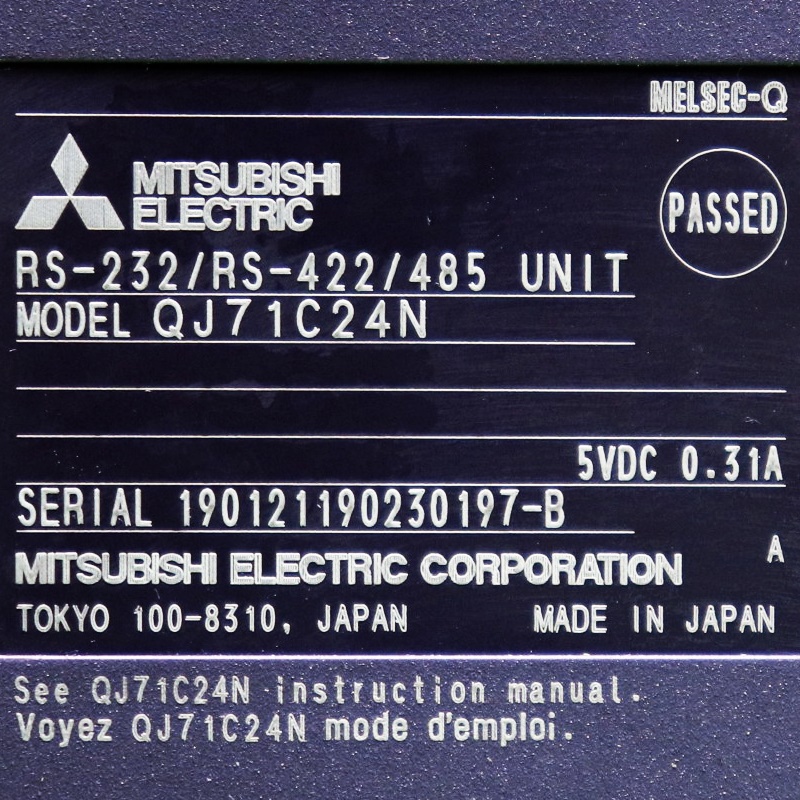 MELSEC-Q
MITSUBISHI
ELECTRIC
PASSED
RS-232/RS-422/485 UNIT
MODEL QJ71C24N
5VDC 0.31A
SERIAL 190121190230197-B
A
MITSUBISHI ELECTRIC CORPORATION
TOKYO 100-8310, JAPAN MADE IN JAPAN
See QJ71C24N instruction manual.
Voyez QJ71C24N mode d'emploi.